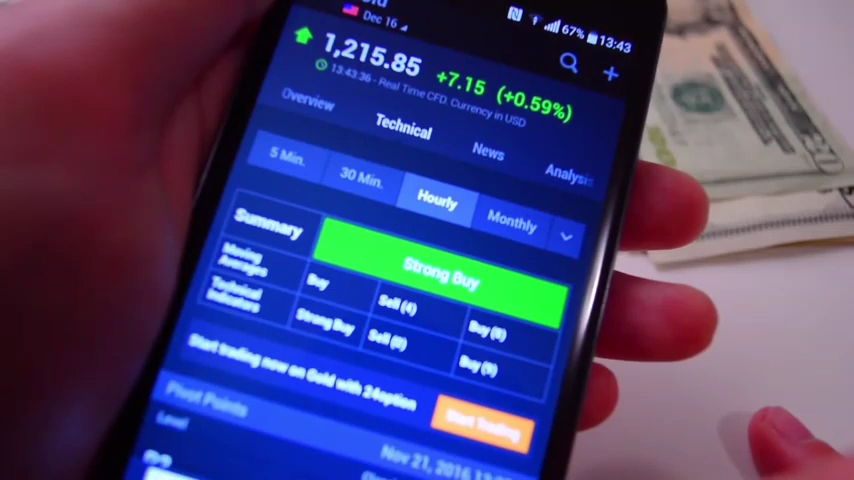 Dec 16
67% 13:43
1,215.85 +7.15 (+0.59%)
13:43:36 - Real Time CFD. Currency in USD
Overview Technical News Analysis
5 Min. 30 Min. Hourly Monthly
Summary Strong Buy
Moving Averages Buy Sell (4) Buy (8)
Technical Indicators Strong Buy Sell (0) Buy (9)
Start trading now on Gold with 24option Start Trading
Pivot Points
Level Nov 21, 2016